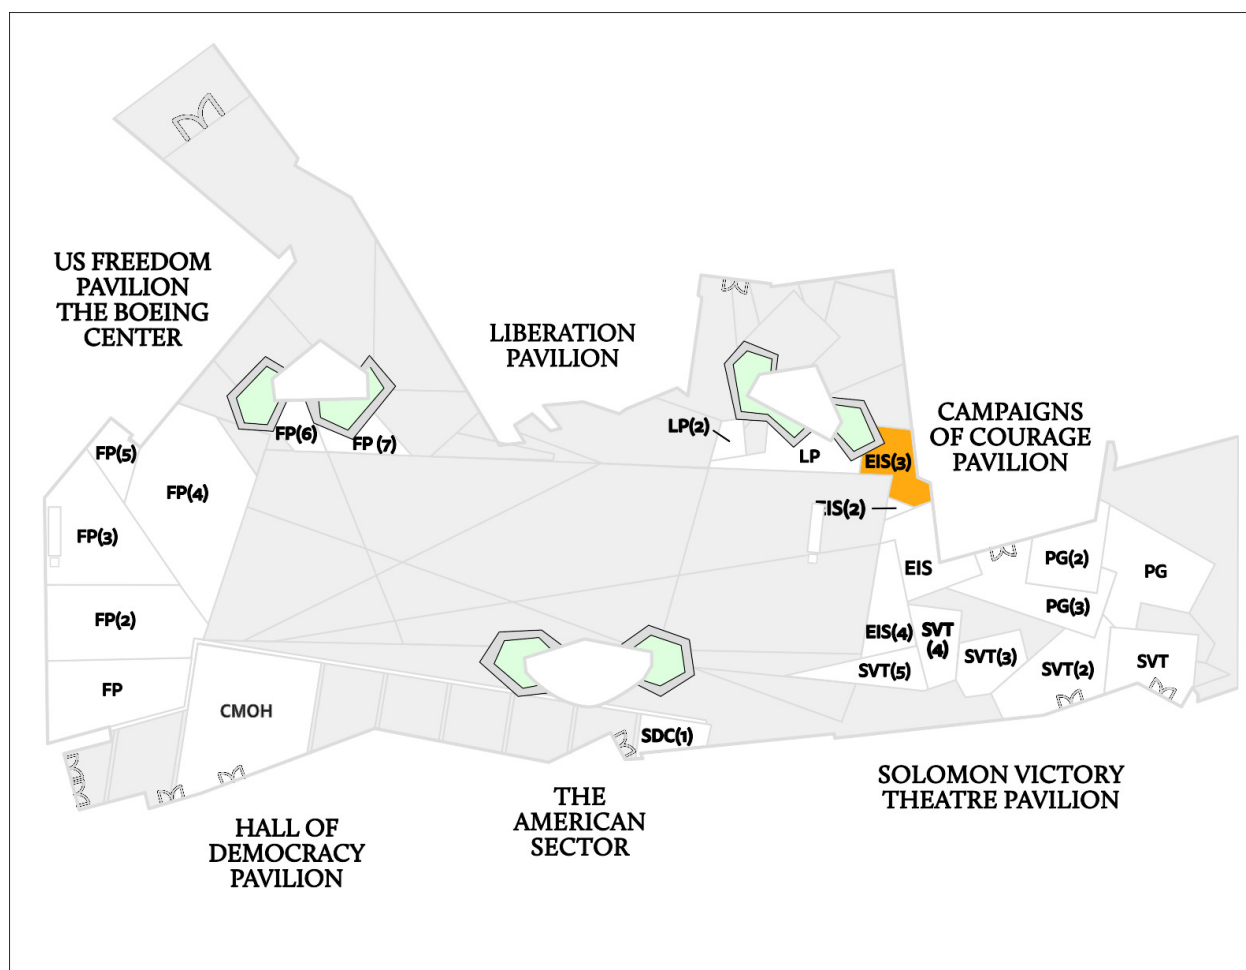 US FREEDOM
PAVILION
THE BOEING
CENTER
LIBERATION
PAVILION
CAMPAIGNS
OF COURAGE
PAVILION
FP(5)
FP(6)
FP (7)
LP(2)
LP
EIS(3)
FP(4)
EIS(2)
FP(3)
EIS
PG(2)
PG
PG(3)
FP(2)
EIS(4)
SVT
(4)
SVT(3)
SVT(5)
SVT(2)
SVT
FP
CMOH
SDC(1)
SOLOMON VICTORY
THEATRE PAVILION
THE
AMERICAN
SECTOR
HALL OF
DEMOCRACY
PAVILION